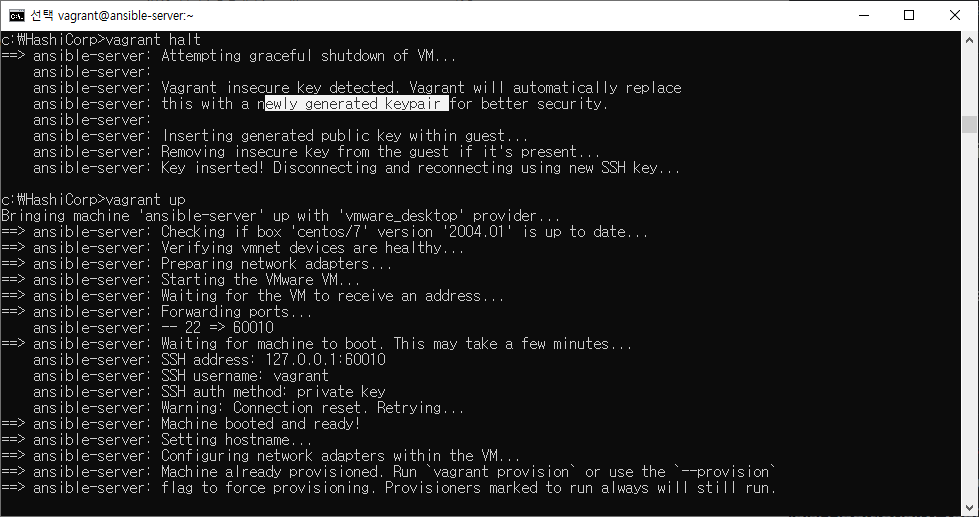 선택 vagrant@ansible-server:~
c:\HashiCorp>vagrant halt
==> ansible-server: Attempting graceful shutdown of VM...
    ansible-server:
    ansible-server: Vagrant insecure key detected. Vagrant will automatically replace
    ansible-server: this with a newly generated keypair for better security.
    ansible-server:
    ansible-server: Inserting generated public key within guest...
    ansible-server: Removing insecure key from the guest if it's present...
    ansible-server: Key inserted! Disconnecting and reconnecting using new SSH key...
c:\HashiCorp>vagrant up
Bringing machine 'ansible-server' up with 'vmware_desktop' provider...
==> ansible-server: Checking if box 'centos/7' version '2004.01' is up to date...
==> ansible-server: Verifying vmnet devices are healthy...
==> ansible-server: Preparing network adapters...
==> ansible-server: Starting the VMware VM...
==> ansible-server: Waiting for the VM to receive an address...
==> ansible-server: Forwarding ports...
    ansible-server: -- 22 => 60010
==> ansible-server: Waiting for machine to boot. This may take a few minutes...
    ansible-server: SSH address: 127.0.0.1:60010
    ansible-server: SSH username: vagrant
    ansible-server: SSH auth method: private key
    ansible-server: Warning: Connection reset. Retrying...
==> ansible-server: Machine booted and ready!
==> ansible-server: Setting hostname...
==> ansible-server: Configuring network adapters within the VM...
==> ansible-server: Machine already provisioned. Run `vagrant provision` or use the `--provision`
==> ansible-server: flag to force provisioning. Provisioners marked to run always will still run.